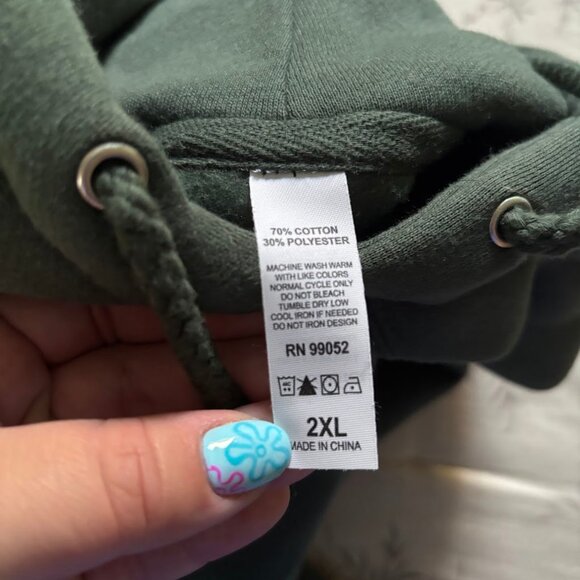 70% COTTON
30% POLYESTER
MACHINE WASH WARM
WITH LIKE COLORS
NORMAL CYCLE ONLY
DO NOT BLEACH
TUMBLE DRY LOW
COOL IRON IF NEEDED
DO NOT IRON DESIGN
RN 99052
2XL
MADE IN CHINA